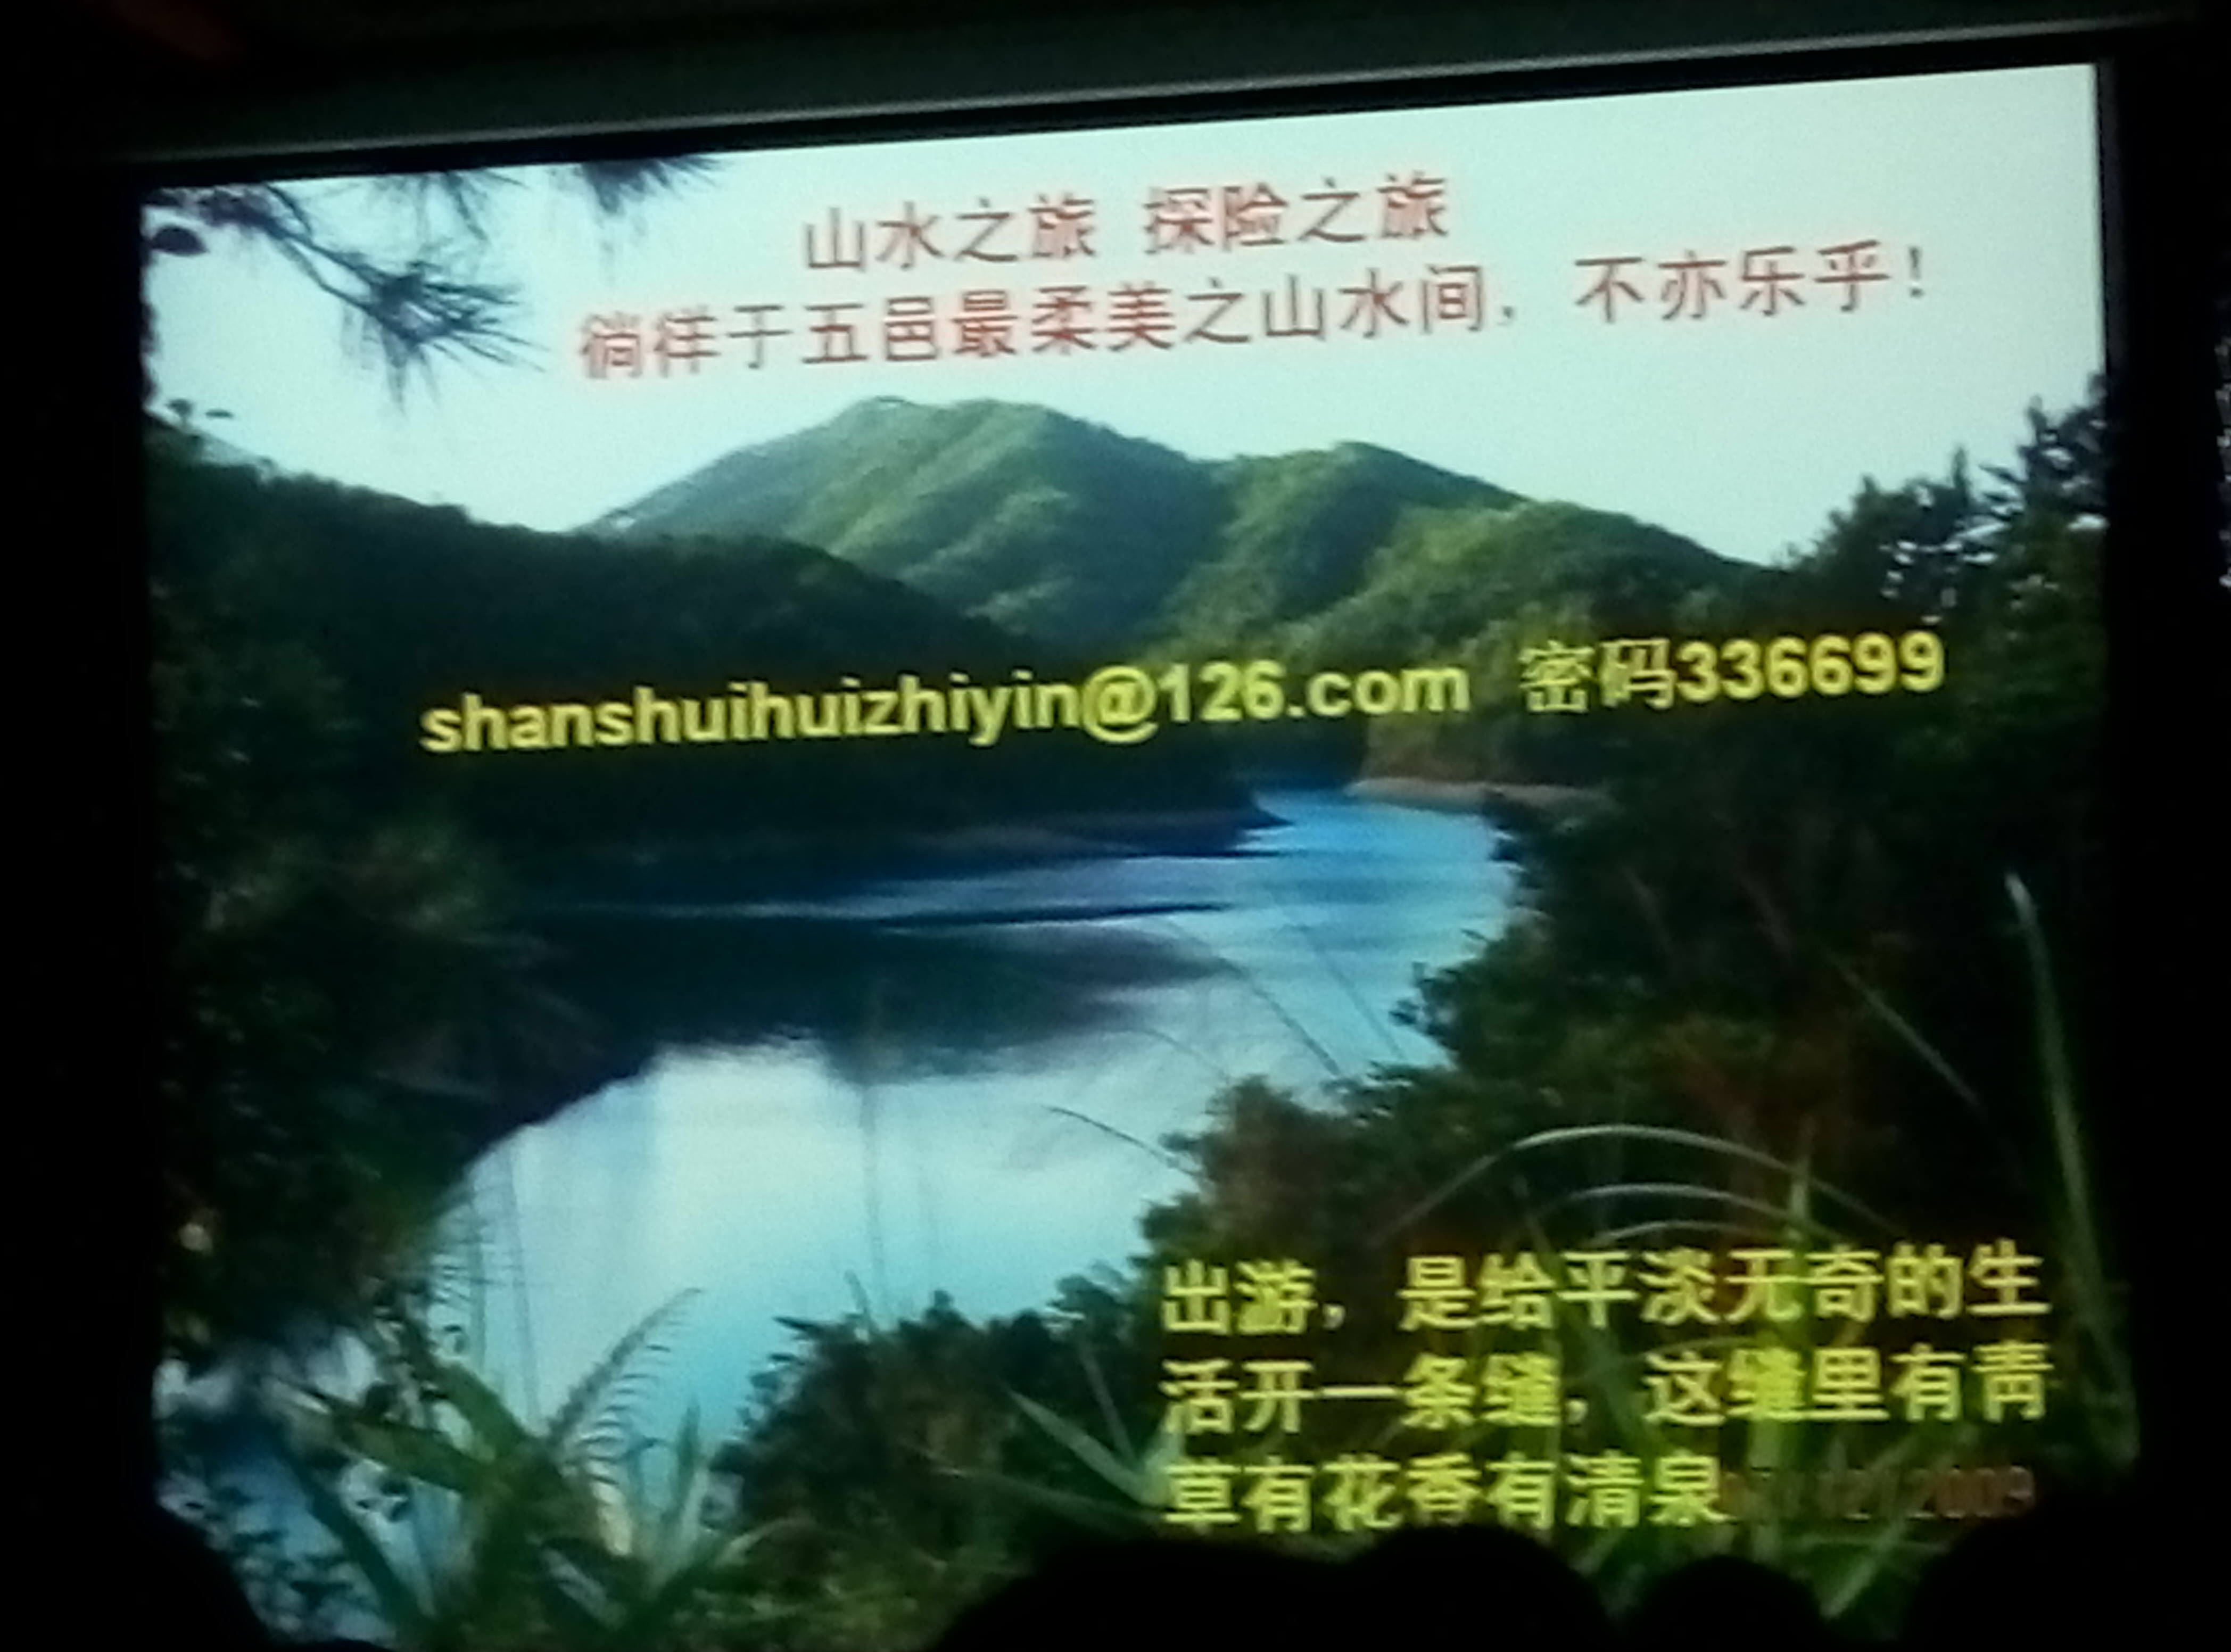 山水之旅 探险之旅
徜徉于五邑最柔美之山水间，不亦乐乎！
shanshuihuizhiyin@126.com 密码336699
出游，是给平淡无奇的生
活开一条缝，这缝里有青
草有花香有清泉
2009